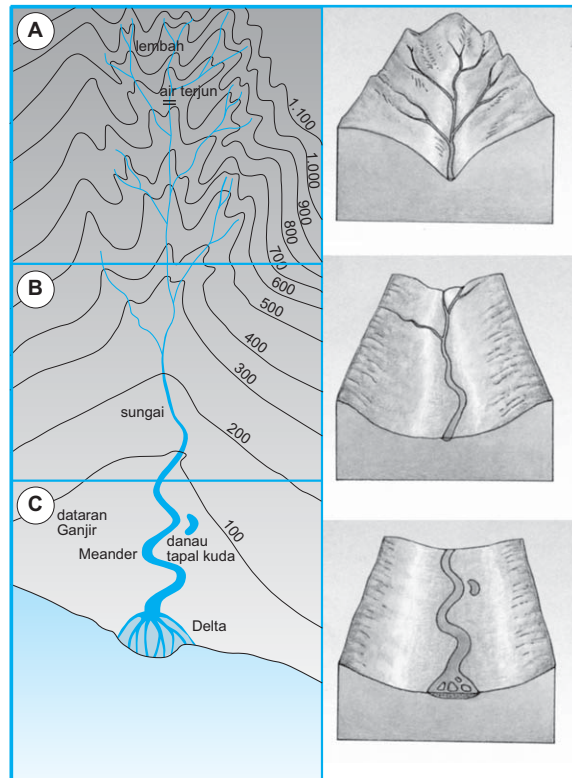 A
lembah
air terjun
1.100
1.000
900
800
700
600
B
500
400
300
sungai
200
C
dataran
Ganjir
100
Meander
danau
tapal kuda
Delta